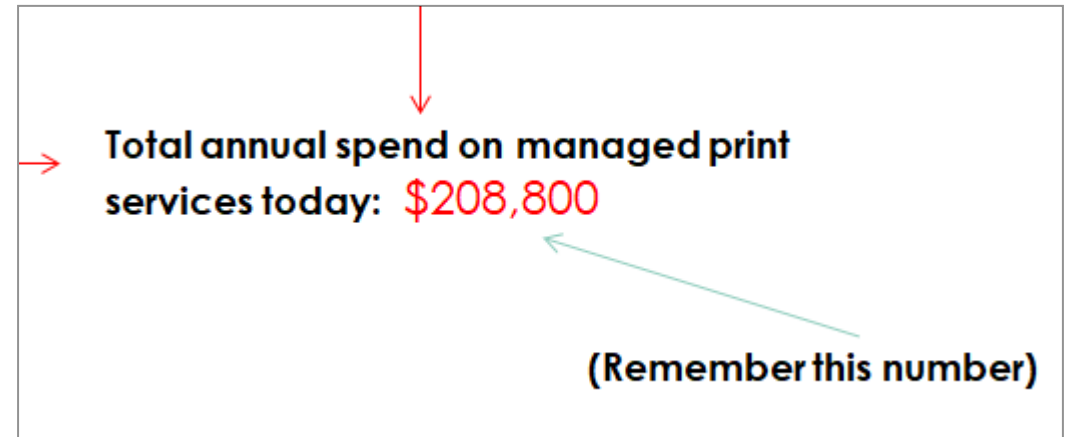 Total annual spend on managed print
services today: $208,800
(Remember this number)